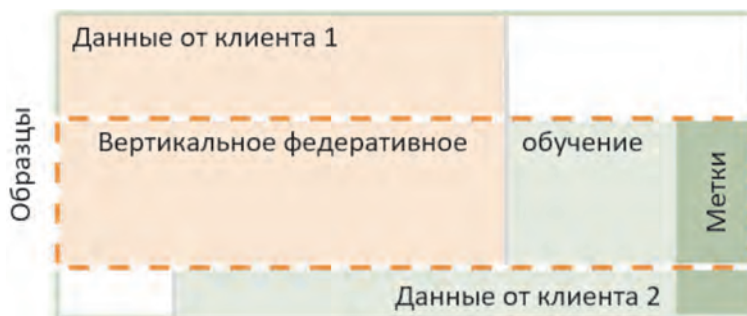 Данные от клиента 1
Образцы
Вертикальное федеративное обучение
Метки
Данные от клиента 2